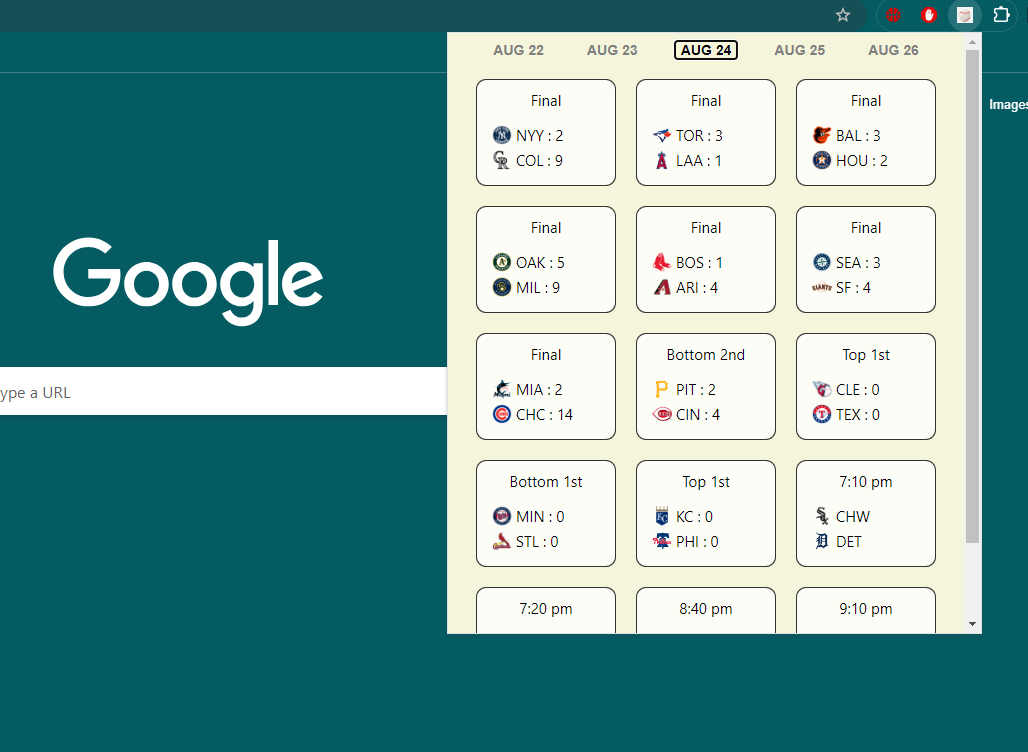 AUG 22 AUG 23 AUG 24 AUG 25 AUG 26
Images
Final
NYY : 2
COL : 9
Final
TOR : 3
LAA : 1
Final
BAL : 3
HOU : 2
Final
OAK : 5
MIL : 9
Final
BOS : 1
ARI : 4
Final
SEA : 3
GIANTS SF : 4
Google
ype a URL
Final
MIA : 2
CHC : 14
Bottom 2nd
PIT : 2
CIN : 4
Top 1st
CLE : 0
TEX : 0
Bottom 1st
MIN : 0
STL : 0
Top 1st
KC : 0
PHI : 0
7:10 pm
CHW
DET
7:20 pm
8:40 pm
9:10 pm